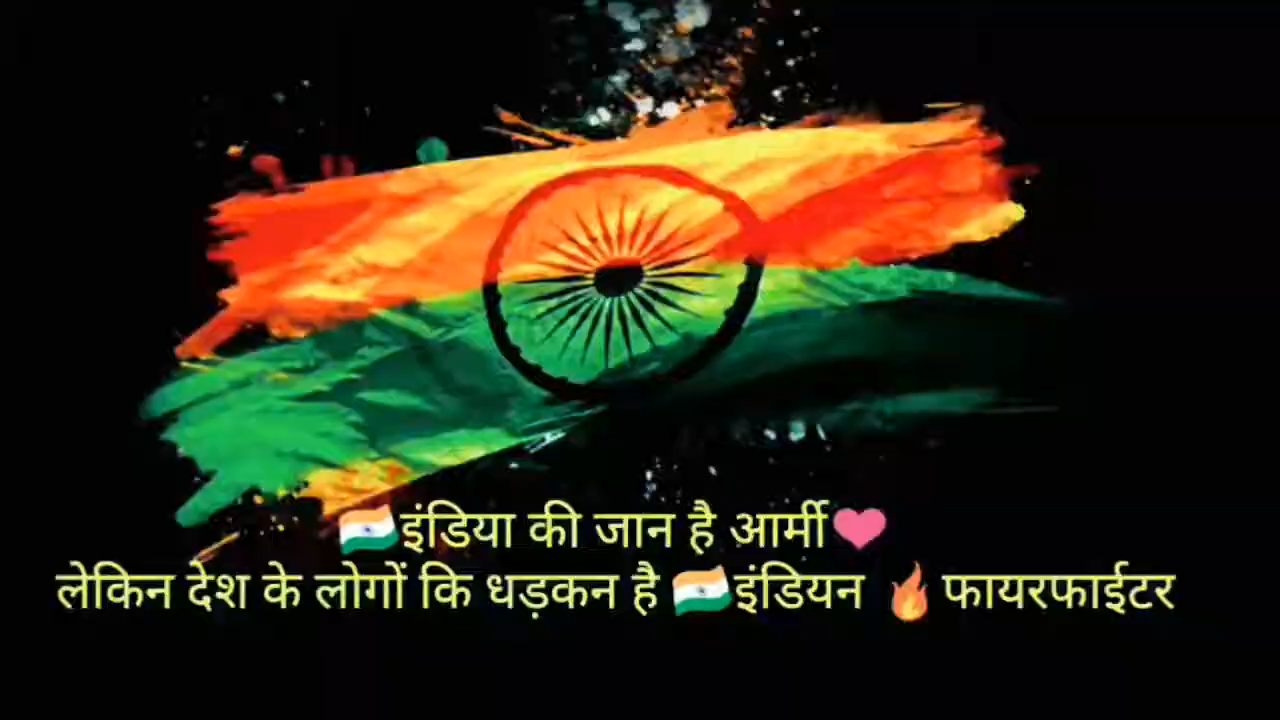 🇮🇳इंडिया की जान है आर्मी🩷
लेकिन देश के लोगों कि धड़कन है 🇮🇳इंडियन 🔥फायरफाईटर